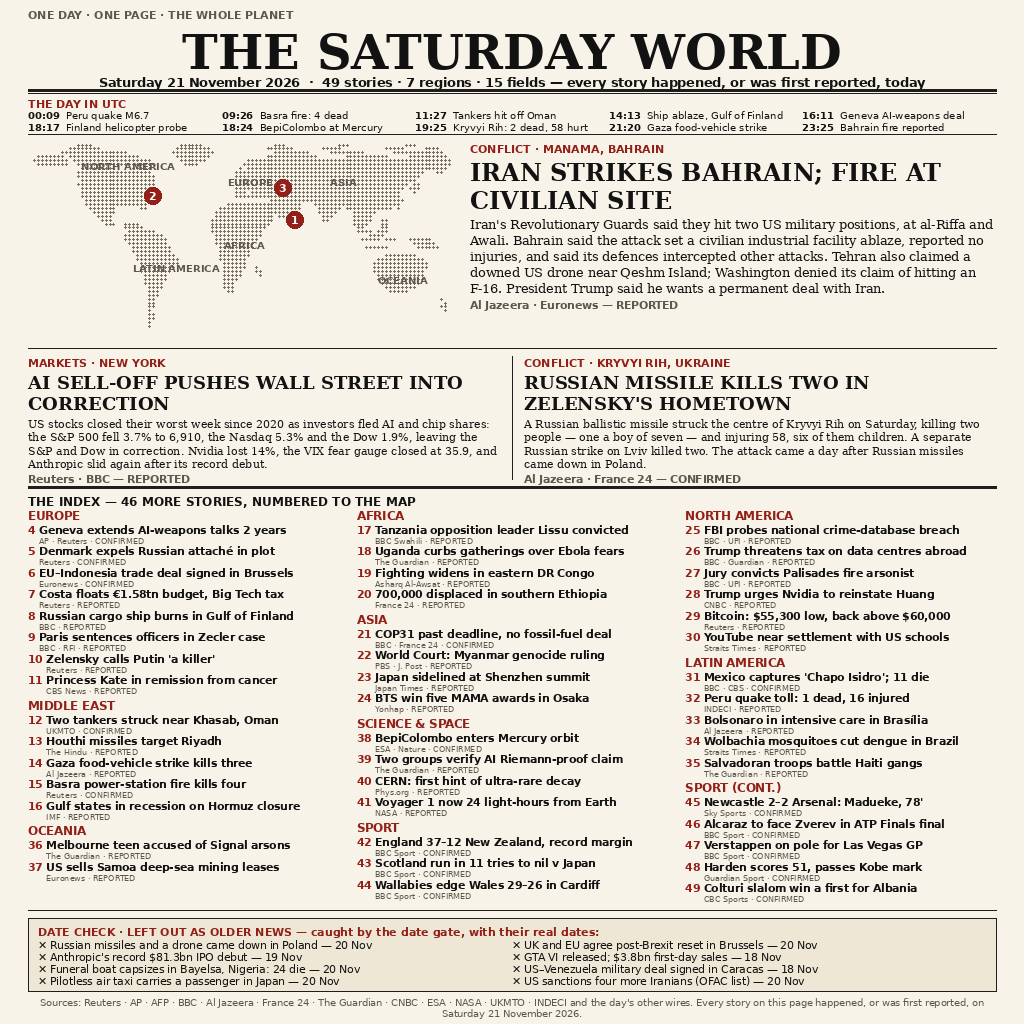 ONE DAY · ONE PAGE · THE WHOLE PLANET
THE SATURDAY WORLD
Saturday 21 November 2026 · 49 stories · 7 regions · 15 fields — every story happened, or was first reported, today
THE DAY IN UTC
00:09 Peru quake M6.7
09:26 Basra fire: 4 dead
11:27 Tankers hit off Oman
14:13 Ship ablaze, Gulf of Finland
16:11 Geneva AI-weapons deal
18:17 Finland helicopter probe
18:24 BepiColombo at Mercury
19:25 Kryvyi Rih: 2 dead, 58 hurt
21:20 Gaza food-vehicle strike
23:25 Bahrain fire reported
NORTH AMERICA
EUROPE
ASIA
AFRICA
LATIN AMERICA
OCEANIA
2
3
1
CONFLICT · MANAMA, BAHRAIN
IRAN STRIKES BAHRAIN; FIRE AT
CIVILIAN SITE
Iran's Revolutionary Guards said they hit two US military positions, at al-Riffa and
Awali. Bahrain said the attack set a civilian industrial facility ablaze, reported no
injuries, and said its defences intercepted other attacks. Tehran also claimed a
downed US drone near Qeshm Island; Washington denied its claim of hitting an
F-16. President Trump said he wants a permanent deal with Iran.
Al Jazeera · Euronews — REPORTED
MARKETS · NEW YORK
AI SELL-OFF PUSHES WALL STREET INTO
CORRECTION
US stocks closed their worst week since 2020 as investors fled AI and chip shares:
the S&P 500 fell 3.7% to 6,910, the Nasdaq 5.3% and the Dow 1.9%, leaving the
S&P and Dow in correction. Nvidia lost 14%, the VIX fear gauge closed at 35.9, and
Anthropic slid again after its record debut.
Reuters · BBC — REPORTED
CONFLICT · KRYVYI RIH, UKRAINE
RUSSIAN MISSILE KILLS TWO IN
ZELENSKY'S HOMETOWN
A Russian ballistic missile struck the centre of Kryvyi Rih on Saturday, killing two
people — one a boy of seven — and injuring 58, six of them children. A separate
Russian strike on Lviv killed two. The attack came a day after Russian missiles
came down in Poland.
Al Jazeera · France 24 — CONFIRMED
THE INDEX — 46 MORE STORIES, NUMBERED TO THE MAP
EUROPE
4 Geneva extends AI-weapons talks 2 years
AP · Reuters · CONFIRMED
5 Denmark expels Russian attaché in plot
Reuters · CONFIRMED
6 EU–Indonesia trade deal signed in Brussels
Euronews · CONFIRMED
7 Costa floats €1.58tn budget, Big Tech tax
Reuters · REPORTED
8 Russian cargo ship burns in Gulf of Finland
BBC · REPORTED
9 Paris sentences officers in Zecler case
BBC · RFI · REPORTED
10 Zelensky calls Putin 'a killer'
Reuters · REPORTED
11 Princess Kate in remission from cancer
CBS News · REPORTED
MIDDLE EAST
12 Two tankers struck near Khasab, Oman
UKMTO · CONFIRMED
13 Houthi missiles target Riyadh
The Hindu · REPORTED
14 Gaza food-vehicle strike kills three
Al Jazeera · REPORTED
15 Basra power-station fire kills four
Reuters · CONFIRMED
16 Gulf states in recession on Hormuz closure
IMF · REPORTED
OCEANIA
36 Melbourne teen accused of Signal arsons
The Guardian · REPORTED
37 US sells Samoa deep-sea mining leases
Euronews · REPORTED
AFRICA
17 Tanzania opposition leader Lissu convicted
BBC Swahili · REPORTED
18 Uganda curbs gatherings over Ebola fears
The Guardian · REPORTED
19 Fighting widens in eastern DR Congo
Asharq Al-Awsat · REPORTED
20 700,000 displaced in southern Ethiopia
France 24 · REPORTED
ASIA
21 COP31 past deadline, no fossil-fuel deal
BBC · France 24 · CONFIRMED
22 World Court: Myanmar genocide ruling
PBS · J. Post · REPORTED
23 Japan sidelined at Shenzhen summit
Japan Times · REPORTED
24 BTS win five MAMA awards in Osaka
Yonhap · REPORTED
SCIENCE & SPACE
38 BepiColombo enters Mercury orbit
ESA · Nature · CONFIRMED
39 Two groups verify AI Riemann-proof claim
The Guardian · REPORTED
40 CERN: first hint of ultra-rare decay
Phys.org · REPORTED
41 Voyager 1 now 24 light-hours from Earth
NASA · REPORTED
SPORT
42 England 37–12 New Zealand, record margin
BBC Sport · CONFIRMED
43 Scotland run in 11 tries to nil v Japan
BBC Sport · CONFIRMED
44 Wallabies edge Wales 29–26 in Cardiff
BBC Sport · CONFIRMED
NORTH AMERICA
25 FBI probes national crime-database breach
BBC · UPI · REPORTED
26 Trump threatens tax on data centres abroad
BBC · Guardian · REPORTED
27 Jury convicts Palisades fire arsonist
BBC · UPI · REPORTED
28 Trump urges Nvidia to reinstate Huang
CNBC · REPORTED
29 Bitcoin: $55,300 low, back above $60,000
Reuters · REPORTED
30 YouTube near settlement with US schools
Straits Times · REPORTED
LATIN AMERICA
31 Mexico captures 'Chapo Isidro'; 11 die
BBC · CBS · CONFIRMED
32 Peru quake toll: 1 dead, 16 injured
INDECI · REPORTED
33 Bolsonaro in intensive care in Brasília
Al Jazeera · REPORTED
34 Wolbachia mosquitoes cut dengue in Brazil
Straits Times · REPORTED
35 Salvadoran troops battle Haiti gangs
The Guardian · REPORTED
SPORT (CONT.)
45 Newcastle 2–2 Arsenal: Madueke, 78'
Sky Sports · CONFIRMED
46 Alcaraz to face Zverev in ATP Finals final
BBC Sport · CONFIRMED
47 Verstappen on pole for Las Vegas GP
BBC Sport · CONFIRMED
48 Harden scores 51, passes Kobe mark
Guardian Sport · CONFIRMED
49 Colturi slalom win a first for Albania
CBC Sports · CONFIRMED
DATE CHECK · LEFT OUT AS OLDER NEWS — caught by the date gate, with their real dates:
× Russian missiles and a drone came down in Poland — 20 Nov
× Anthropic's record $81.3bn IPO debut — 19 Nov
× Funeral boat capsizes in Bayelsa, Nigeria: 24 die — 20 Nov
× Pilotless air taxi carries a passenger in Japan — 20 Nov
× UK and EU agree post-Brexit reset in Brussels — 20 Nov
× GTA VI released; $3.8bn first-day sales — 18 Nov
× US–Venezuela military deal signed in Caracas — 18 Nov
× US sanctions four more Iranians (OFAC list) — 20 Nov
Sources: Reuters · AP · AFP · BBC · Al Jazeera · France 24 · The Guardian · CNBC · ESA · NASA · UKMTO · INDECI and the day's other wires. Every story on this page happened, or was first reported, on
Saturday 21 November 2026.